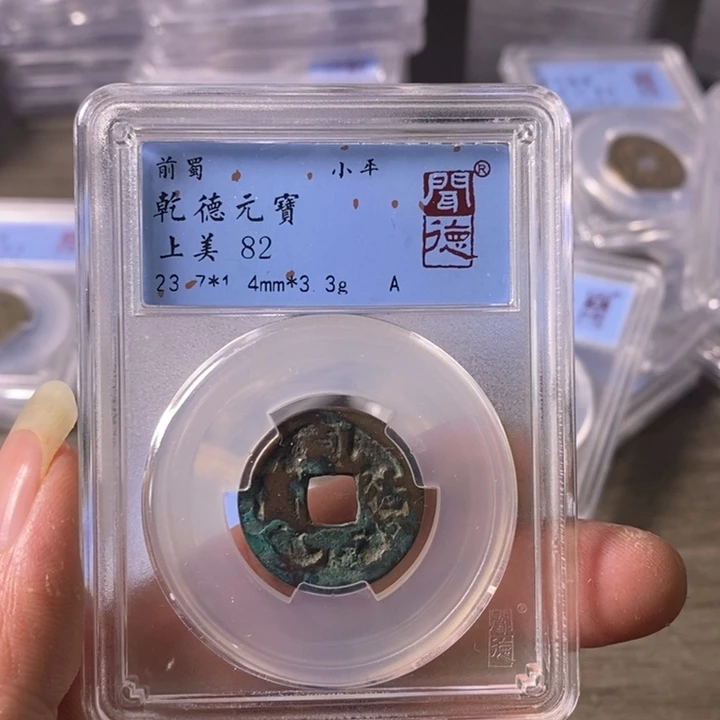 前蜀 小平
乾德元寶
上美 82
23.7*1.4mm*3.3g A
聞德®
聞德